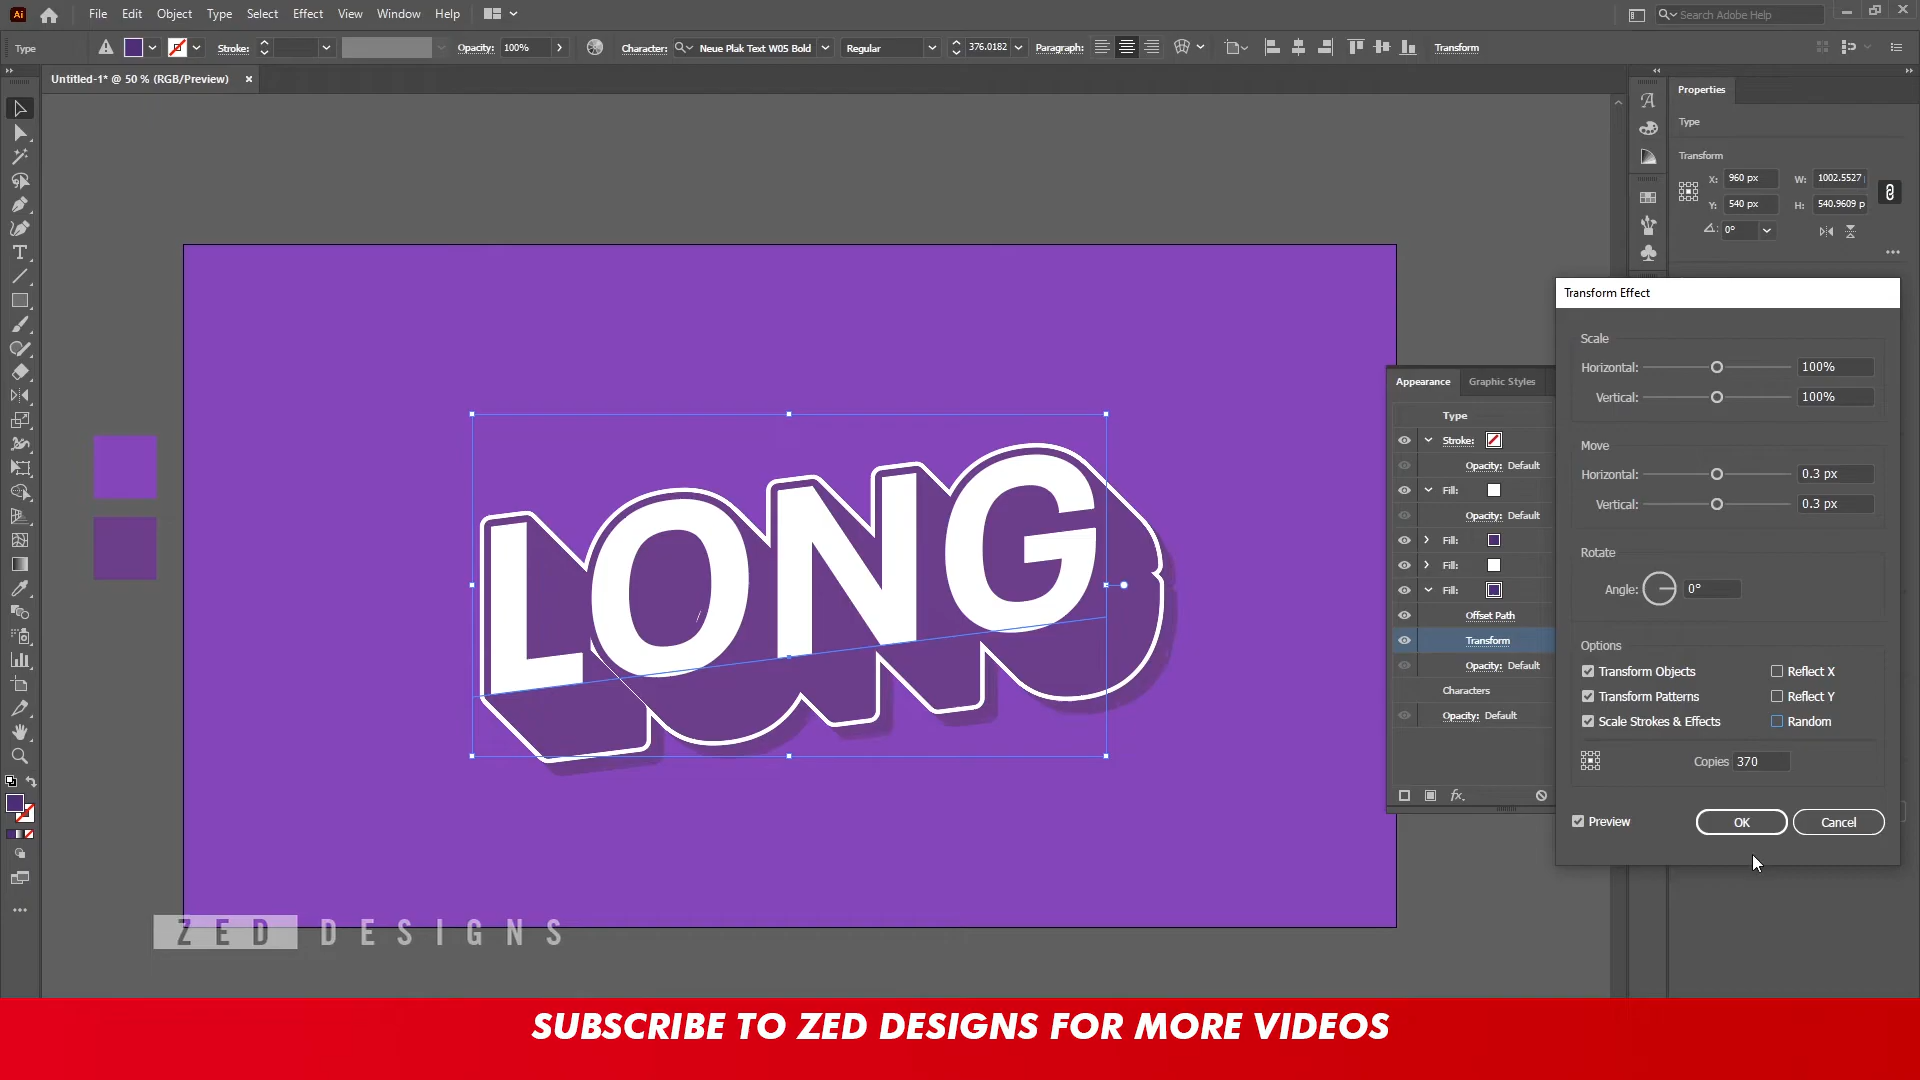 Ai File Edit Object Type Select Effect View Window Help Search Adobe Help
Type Stroke: Opacity: 100% Character: Neue Plak Text W05 Bold Regular 376.0182 Paragraph: Transform
Untitled-1* @ 50 % (RGB/Preview)
Properties
Type
Transform
X: 960 px W: 1002.5527
Y: 540 px H: 540.9609 p
0°
Transform Effect
Scale
Horizontal: 100%
Vertical: 100%
Move
Horizontal: 0.3 px
Vertical: 0.3 px
Rotate
Angle: 0°
Options
Transform Objects Reflect X
Transform Patterns Reflect Y
Scale Strokes & Effects Random
Copies 370
Preview OK Cancel
Appearance Graphic Styles
Type
Stroke:
Opacity: Default
Fill:
Opacity: Default
Fill:
Fill:
Fill:
Offset Path
Transform
Opacity: Default
Characters
Opacity: Default
fx.
LONG
ZED DESIGNS
SUBSCRIBE TO ZED DESIGNS FOR MORE VIDEOS